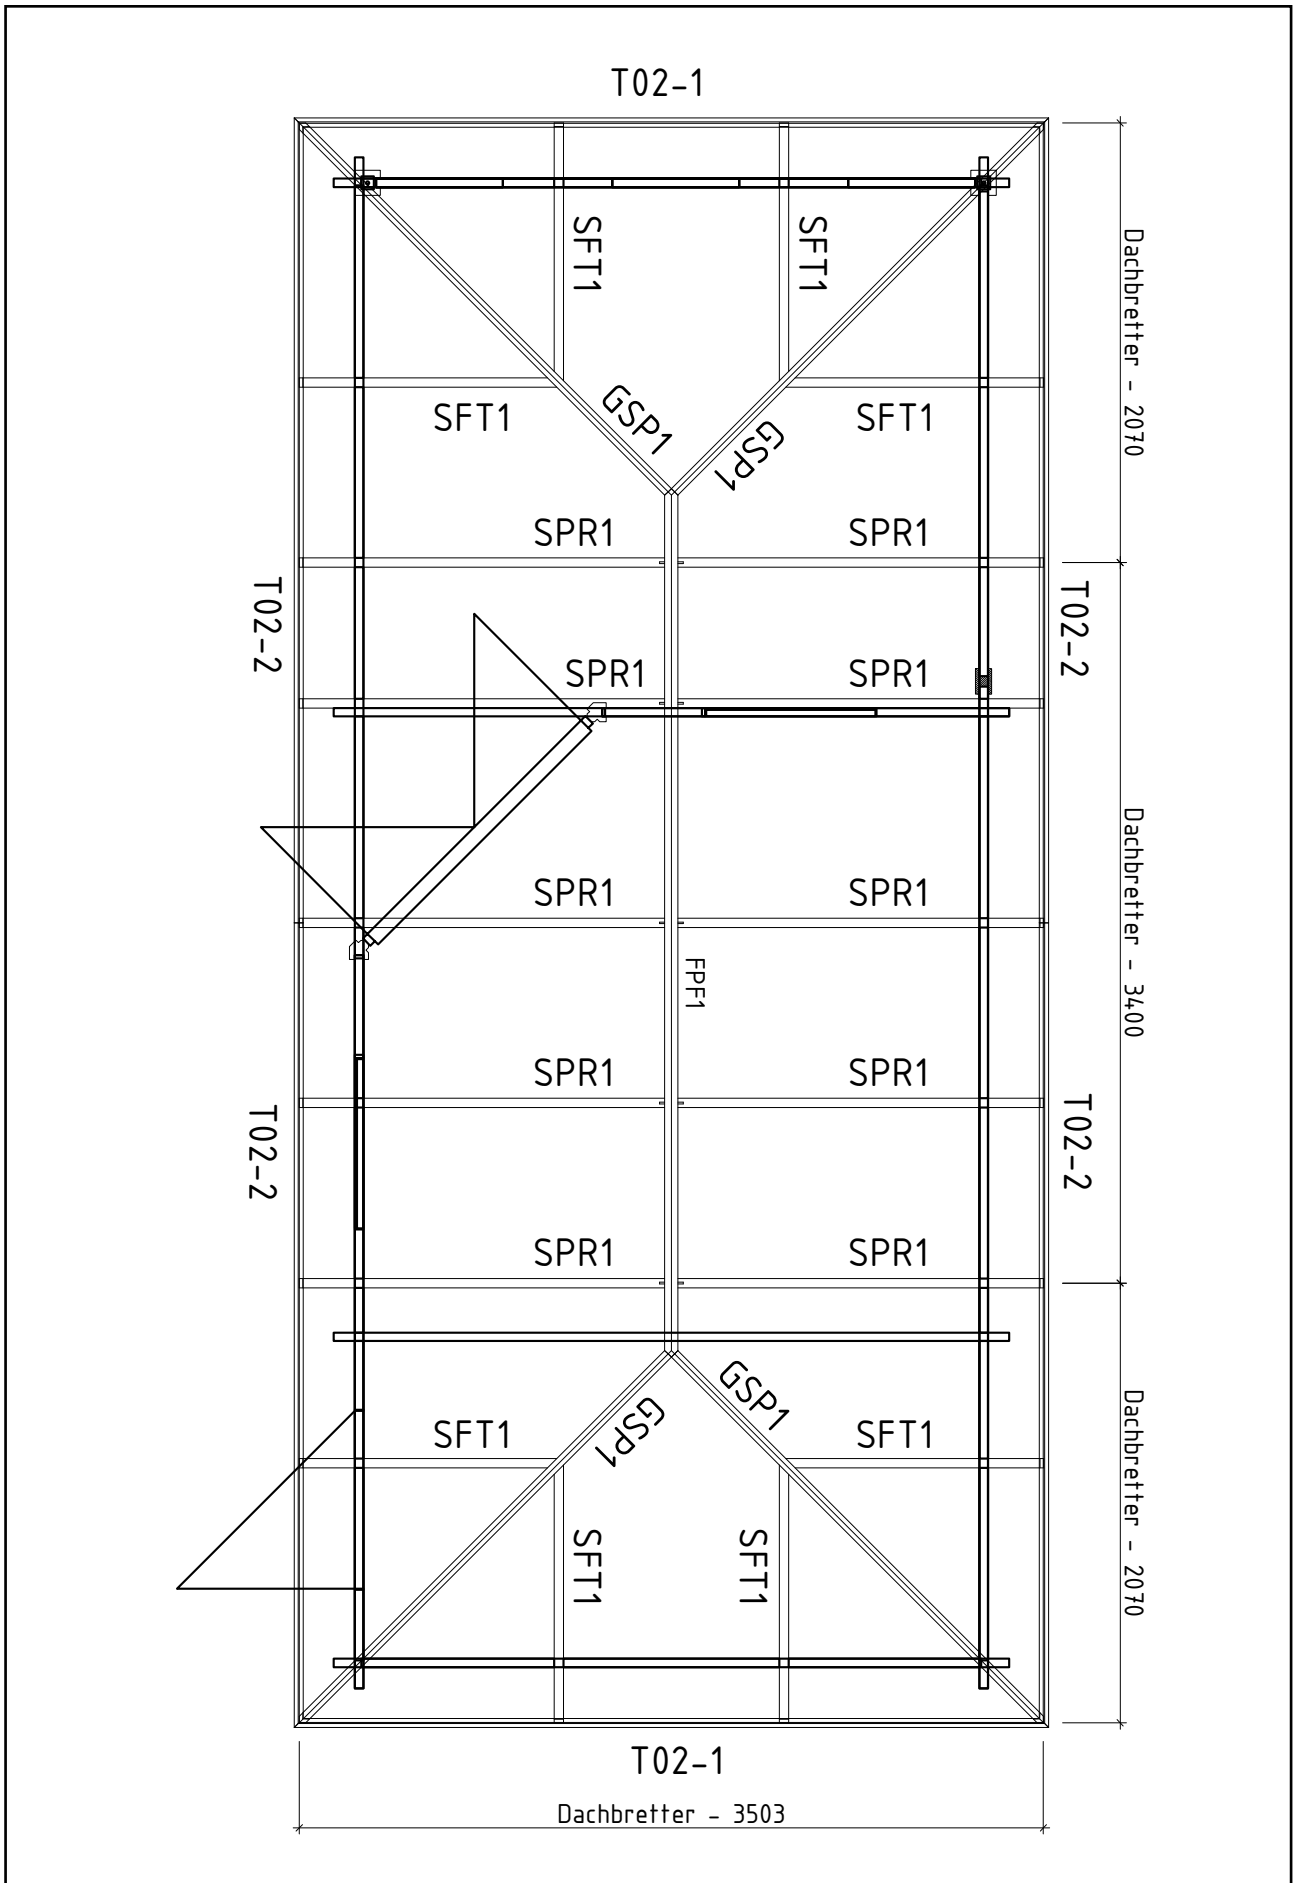 T02-1
SFT1
SFT1
Dachbretter - 2070
SFT1
GSP1
GSP1
SFT1
SPR1
SPR1
T02-2
T02-2
SPR1
SPR1
Dachbretter - 3400
SPR1
SPR1
FPF1
SPR1
SPR1
T02-2
T02-2
SPR1
SPR1
GSP1
GSP1
SFT1
SFT1
Dachbretter - 2070
SFT1
SFT1
T02-1
Dachbretter - 3503